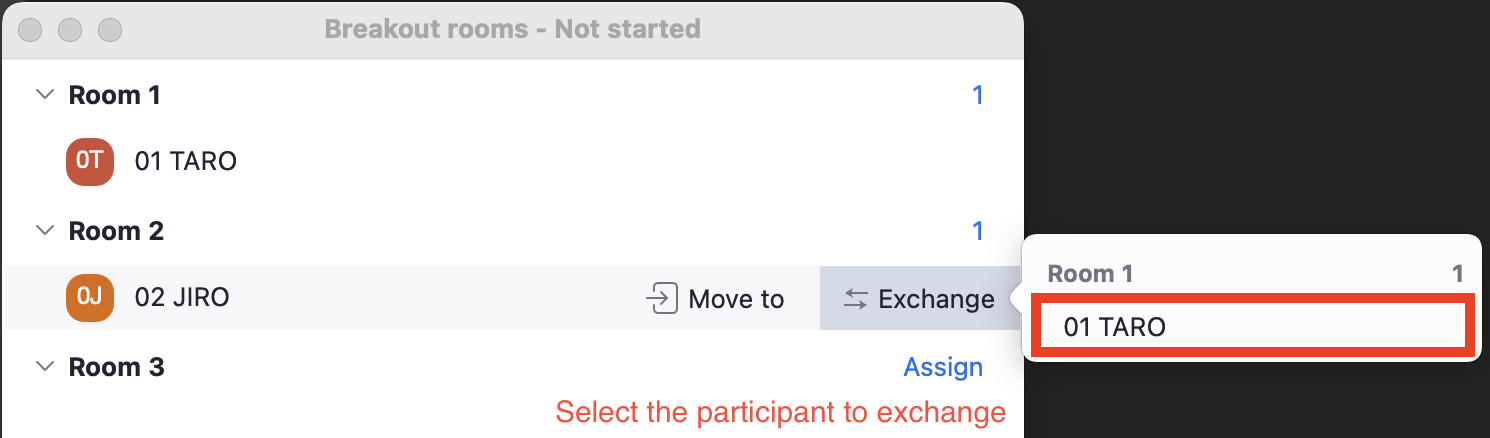 Breakout rooms - Not started
Room 1 1
0T 01 TARO
Room 2 1
0J 02 JIRO Move to Exchange
Room 3 Assign
Select the participant to exchange
Room 1 1
01 TARO